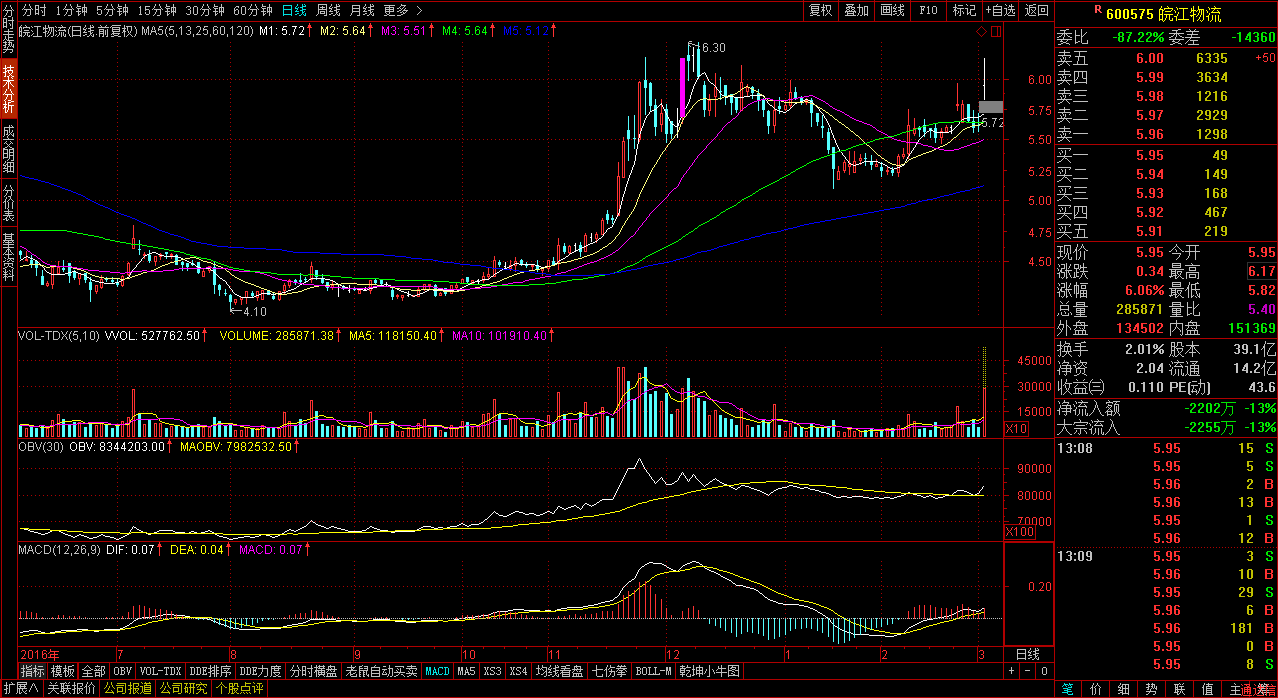 分时 1分钟 5分钟 15分钟 30分钟 60分钟 日线 周线 月线 更多 >
复权 叠加 画线 F10 标记 +自选 返回
R 600575 皖江物流
分时走势
技术分析
成交明细
分价表
基本资料
皖江物流(日线.前复权) MA5(5,13,25,60,120) M1: 5.72↑ M2: 5.64↑ M3: 5.51↑ M4: 5.64↑ M5: 5.12↑
6.30
5.72
4.10
6.00
5.75
5.50
5.25
5.00
4.75
4.50
VOL-TDX(5,10) VVOL: 527762.50↑ VOLUME: 285871.38↑ MA5: 118150.40↑ MA10: 101910.40↑
45000
30000
15000
X10
OBV(30) OBV: 8344203.00↑ MAOBV: 7982532.50↑
90000
80000
70000
X100
MACD(12,26,9) DIF: 0.07↑ DEA: 0.04↑ MACD: 0.07↑
0.20
2016年 7 8 9 10 11 12 1 2 3 日线
指标 模板 全部 OBV VOL-TDX DDE排序 DDE力度 分时横盘 老鼠自动买卖 MACD MA5 XS3 XS4 均线看盘 七伤拳 BOLL-M 乾坤小牛图 + - 0
扩展∧ 关联报价 公司报道 公司研究 个股点评
委比 -87.22% 委差 -14360
卖五 6.00 6335 +50
卖四 5.99 3634
卖三 5.98 1216
卖二 5.97 2929
卖一 5.96 1298
买一 5.95 49
买二 5.94 149
买三 5.93 168
买四 5.92 467
买五 5.91 219
现价 5.95 今开 5.95
涨跌 0.34 最高 6.17
涨幅 6.06% 最低 5.82
总量 285871 量比 5.40
外盘 134502 内盘 151369
换手 2.01% 股本 39.1亿
净资 2.04 流通 14.2亿
收益㈢ 0.110 PE(动) 43.6
净流入额 -2202万 -13%
大宗流入 -2255万 -13%
13:08 5.95 15 S
5.95 5 S
5.96 2 B
5.96 13 B
5.95 1 S
5.96 12 B
13:09 5.95 3 S
5.96 10 B
5.95 29 S
5.96 6 B
5.96 181 B
5.95 0 B
5.95 8 S
笔 价 细 势 联 值 主